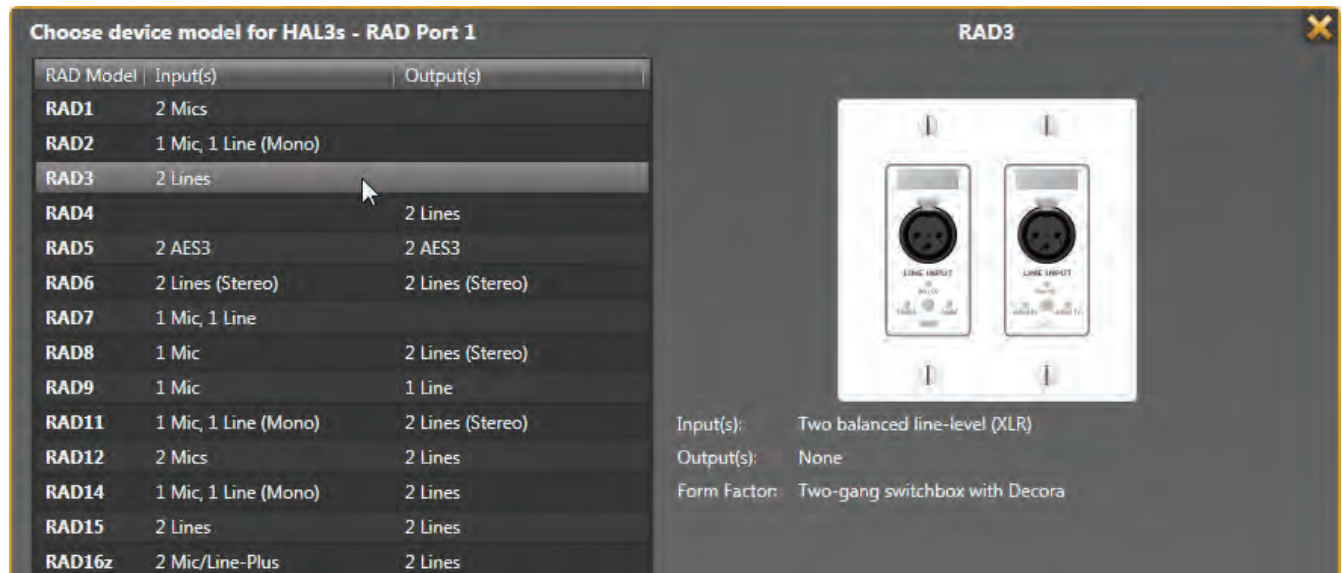 Choose device model for HAL3s - RAD Port 1
RAD Model Input(s) Output(s)
RAD1 2 Mics
RAD2 1 Mic, 1 Line (Mono)
RAD3 2 Lines
RAD4 2 Lines
RAD5 2 AES3 2 AES3
RAD6 2 Lines (Stereo) 2 Lines (Stereo)
RAD7 1 Mic, 1 Line
RAD8 1 Mic 2 Lines (Stereo)
RAD9 1 Mic 1 Line
RAD11 1 Mic, 1 Line (Mono) 2 Lines (Stereo)
RAD12 2 Mics 2 Lines
RAD14 1 Mic, 1 Line (Mono) 2 Lines
RAD15 2 Lines 2 Lines
RAD16z 2 Mic/Line-Plus 2 Lines
RAD3
LINE INPUT
LINE INPUT
Input(s): Two balanced line-level (XLR)
Output(s): None
Form Factor: Two-gang switchbox with Decora